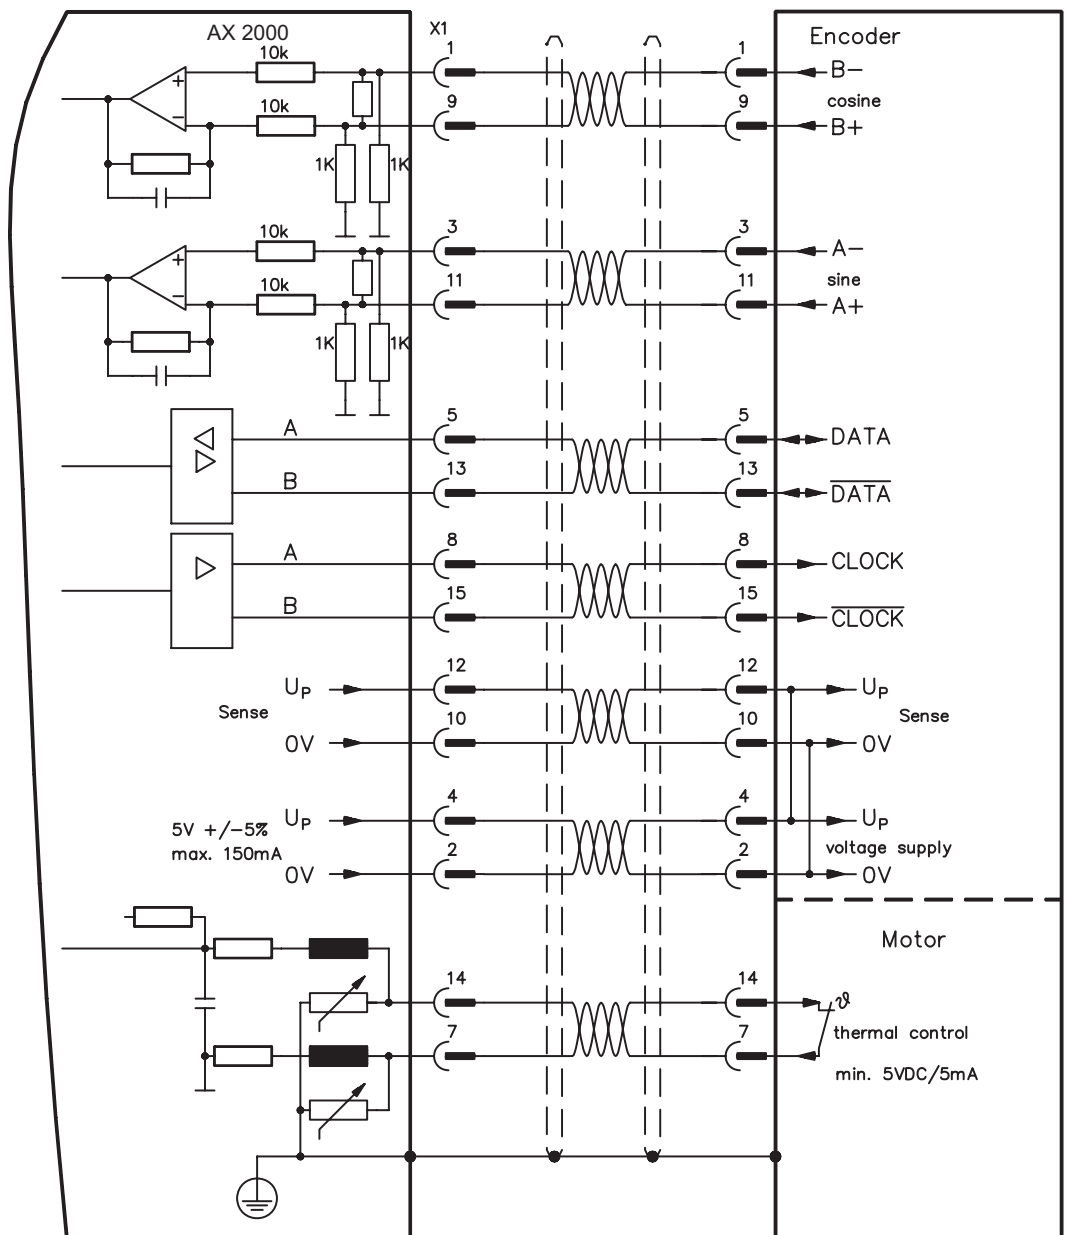 AX 2000
X1
Encoder
10k
1
1
B−
cosine
10k
9
9
B+
1K
1K
10k
3
3
A−
sine
10k
11
11
A+
1K
1K
A
5
5
DATA
B
13
13
D̅A̅T̅A̅
A
8
8
CLOCK
B
15
15
C̅L̅O̅C̅K̅
UP
12
12
UP
Sense
Sense
0V
10
10
0V
5V +/−5%
max. 150mA
UP
4
4
UP
voltage supply
0V
2
2
0V
Motor
14
14
ϑ
7
7
thermal control
min. 5VDC/5mA
+
−
+
−